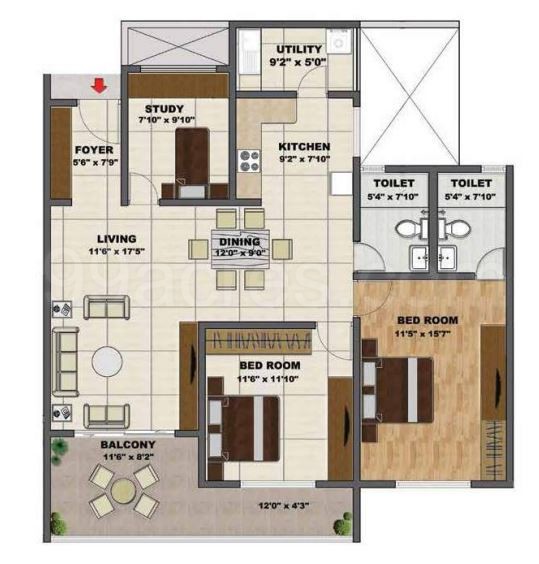 UTILITY
9'2" x 5'0"
STUDY
7'10" x 9'10"
FOYER
5'6" x 7'9"
KITCHEN
9'2" x 7'10"
TOILET
5'4" x 7'10"
TOILET
5'4" x 7'10"
LIVING
11'6" x 17'5"
DINING
12'0" x 9'0"
BED ROOM
11'5" x 15'7"
BED ROOM
11'6" x 11'10"
BALCONY
11'6" x 8'2"
12'0" x 4'3"